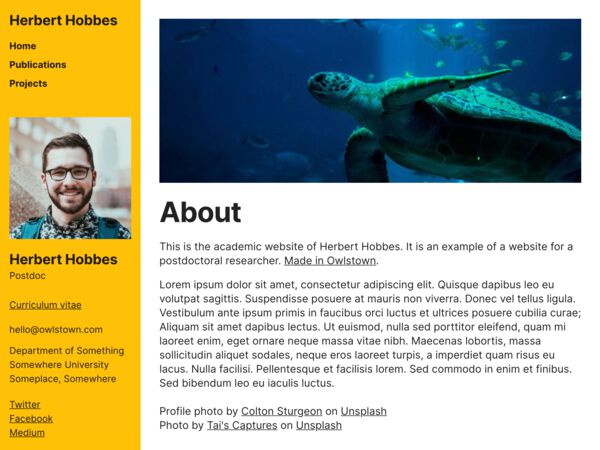 Herbert Hobbes
Home
Publications
Projects
Herbert Hobbes
Postdoc
Curriculum vitae
hello@owlstown.com
Department of Something
Somewhere University
Someplace, Somewhere
Twitter
Facebook
Medium
About
This is the academic website of Herbert Hobbes. It is an example of a website for a
postdoctoral researcher. Made in Owlstown.
Lorem ipsum dolor sit amet, consectetur adipiscing elit. Quisque dapibus leo eu
volutpat sagittis. Suspendisse posuere at mauris non viverra. Donec vel tellus ligula.
Vestibulum ante ipsum primis in faucibus orci luctus et ultrices posuere cubilia curae;
Aliquam sit amet dapibus lectus. Ut euismod, nulla sed porttitor eleifend, quam mi
laoreet enim, eget ornare neque massa vitae nibh. Maecenas lobortis, massa
sollicitudin aliquet sodales, neque eros laoreet turpis, a imperdiet quam risus eu
lacus. Nulla facilisi. Pellentesque et facilisis lorem. Sed commodo in enim et finibus.
Sed bibendum leo eu iaculis luctus.
Profile photo by Colton Sturgeon on Unsplash
Photo by Tai's Captures on Unsplash